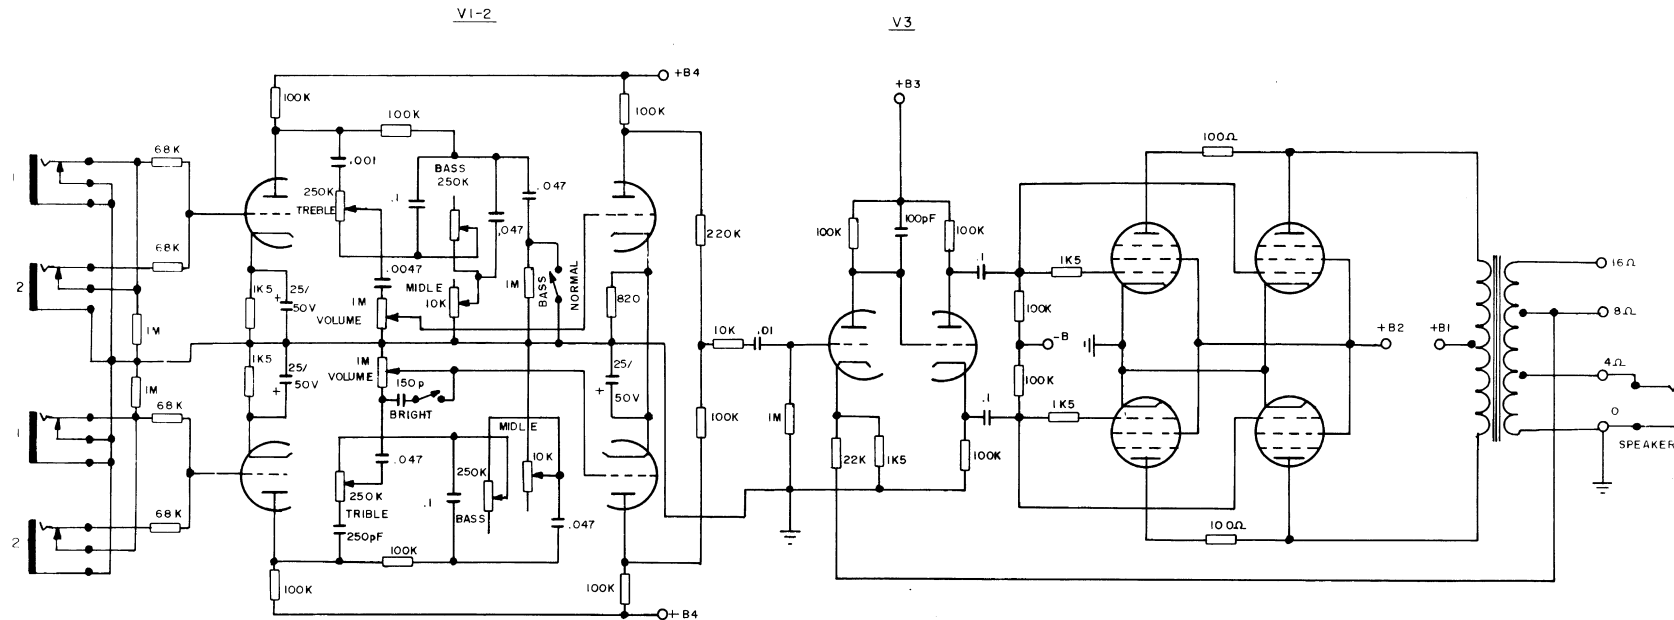 V1-2
V3
+B4
100K
100K
100K
68K
.001
BASS
250K
250K
TREBLE
.1
.047
.047
1
68K
2
.0047
1K5
25/
50V
+
1M
VOLUME
MIDLE
10K
1M
BASS
NORMAL
820
220K
1M
1K5
25/
50V
+
1M
VOLUME
150p
BRIGHT
25/
50V
+
10K
.01
1M
68K
1
100K
MIDLE
.047
250K
TRIBLE
250K
.1
BASS
10K
.047
68K
2
250pF
100K
100K
100K
+B4
+B3
100K
100pF
100K
.1
1M
22K
1K5
100K
.1
100Ω
1K5
100K
-B
100K
1K5
100Ω
+B2
+B1
16Ω
8Ω
4Ω
0
SPEAKER